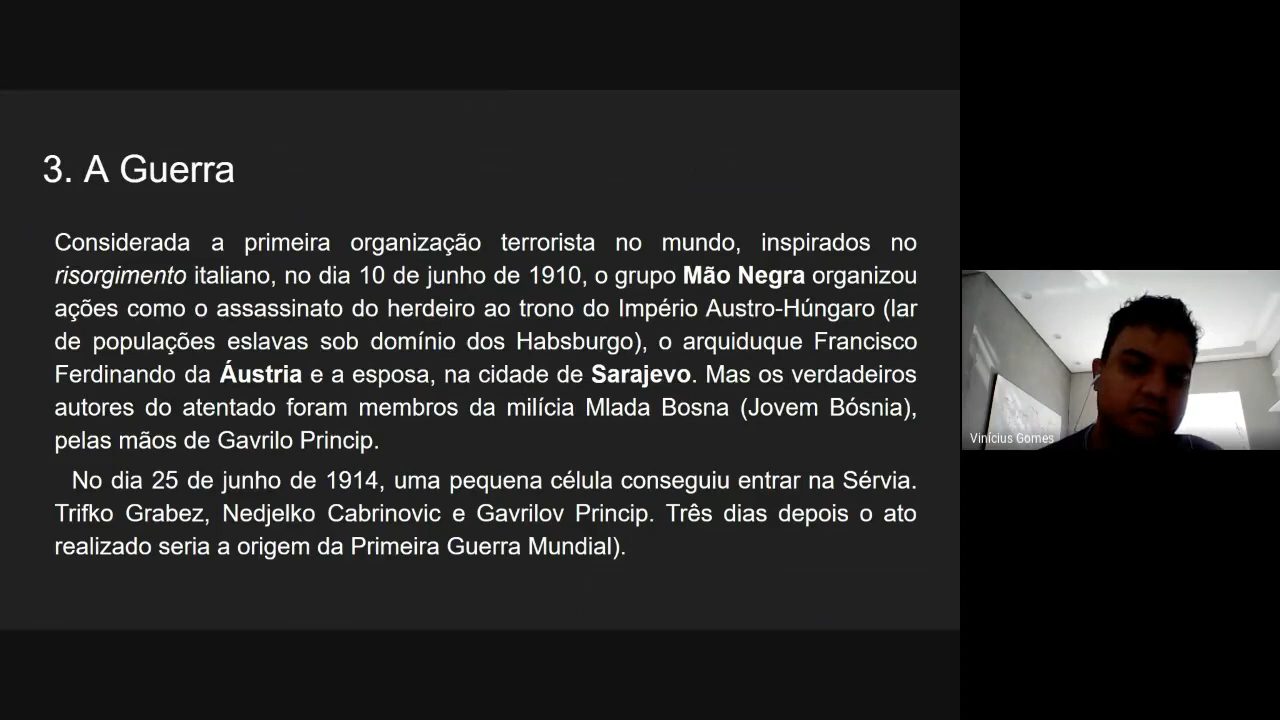 3. A Guerra
Considerada a primeira organização terrorista no mundo, inspirados no
risorgimento italiano, no dia 10 de junho de 1910, o grupo Mão Negra organizou
ações como o assassinato do herdeiro ao trono do Império Austro-Húngaro (lar
de populações eslavas sob domínio dos Habsburgo), o arquiduque Francisco
Ferdinando da Áustria e a esposa, na cidade de Sarajevo. Mas os verdadeiros
autores do atentado foram membros da milícia Mlada Bosna (Jovem Bósnia),
pelas mãos de Gavrilo Princip.
No dia 25 de junho de 1914, uma pequena célula conseguiu entrar na Sérvia.
Trifko Grabez, Nedjelko Cabrinovic e Gavrilov Princip. Três dias depois o ato
realizado seria a origem da Primeira Guerra Mundial).
Vinícius Gomes